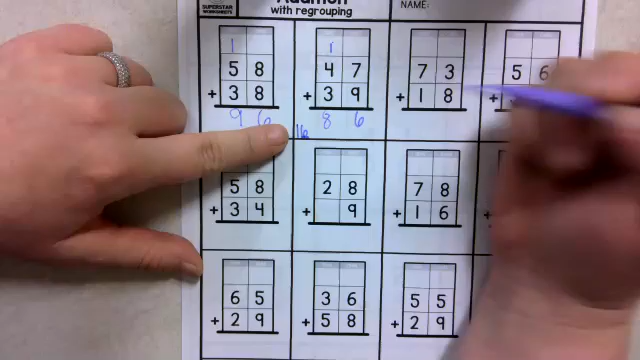 SUPERSTAR WORKSHEETS
Addition
with regrouping
NAME:
1
5 8
+ 3 8
9 6
1
4 7
+ 3 9
16 8 6
7 3
+ 1 8
5 6
+
5 8
+ 3 4
2 8
+ 9
7 8
+ 1 6
+
6 5
+ 2 9
3 6
+ 5 8
5 5
+ 2 9